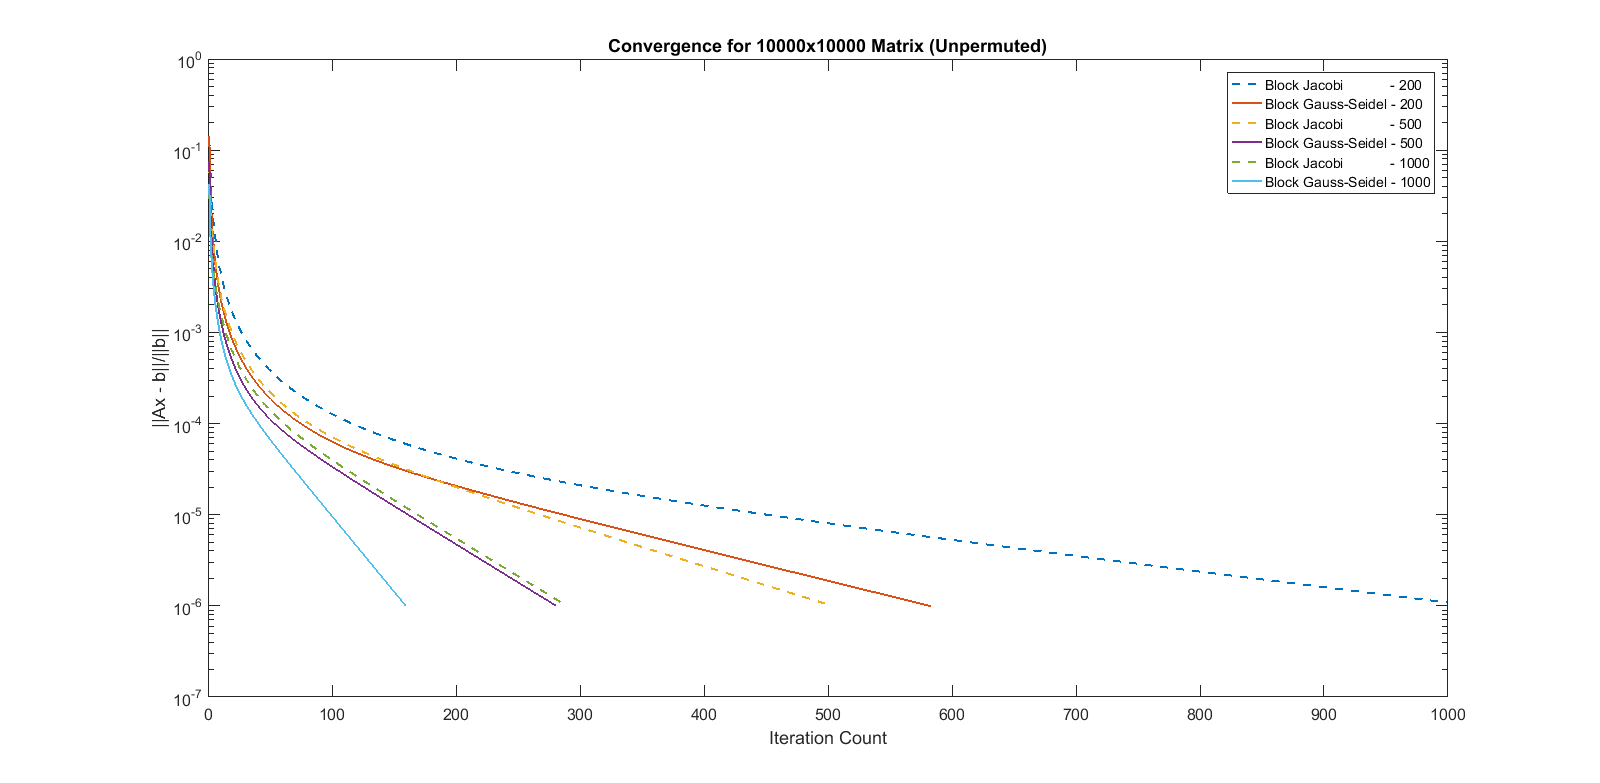 Convergence for 10000x10000 Matrix (Unpermuted)
10^0
10^-1
10^-2
10^-3
10^-4
10^-5
10^-6
10^-7
||Ax - b||/||b||
Block Jacobi - 200
Block Gauss-Seidel - 200
Block Jacobi - 500
Block Gauss-Seidel - 500
Block Jacobi - 1000
Block Gauss-Seidel - 1000
0 100 200 300 400 500 600 700 800 900 1000
Iteration Count